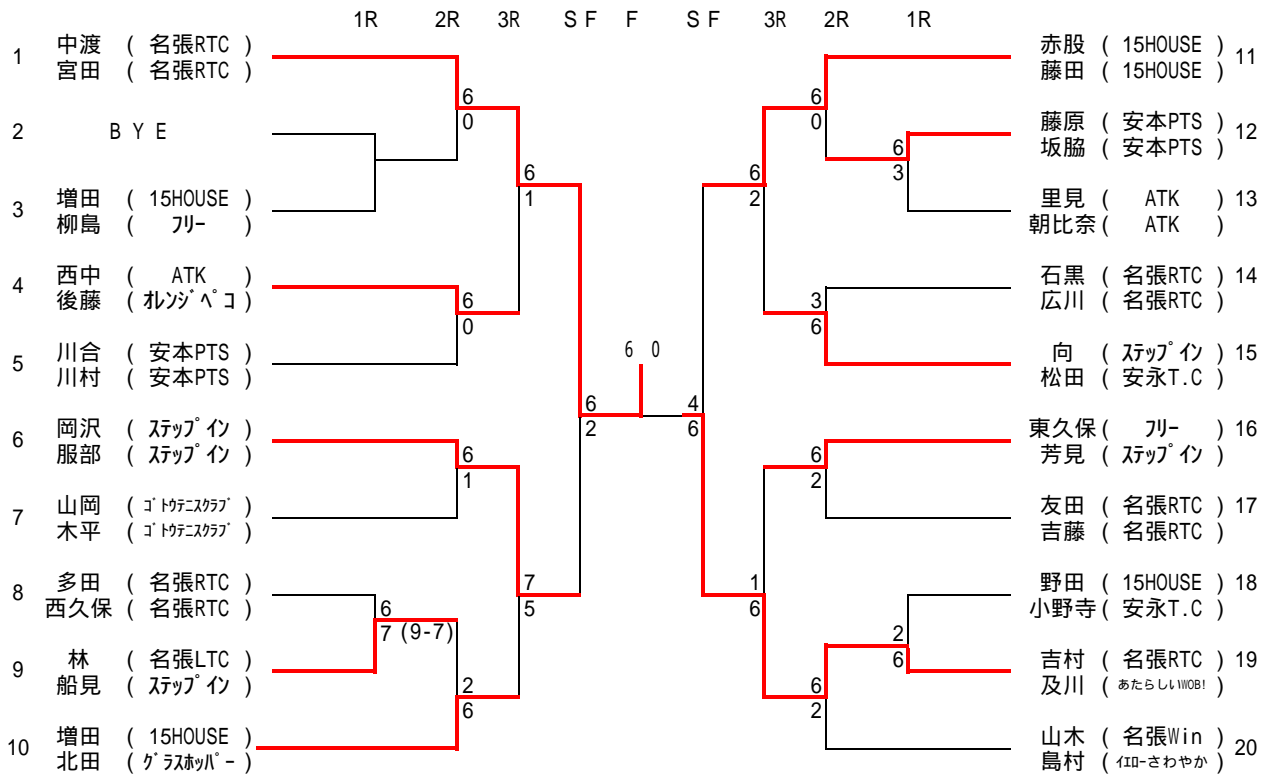 1R 2R 3R S F F S F 3R 2R 1R
1 中渡 ( 名張RTC )
宮田 ( 名張RTC )
6
0
2 B Y E
3 増田 ( 15HOUSE )
柳島 ( フリー )
6
1
4 西中 ( ATK )
後藤 ( オレンジペコ )
6
0
5 川合 ( 安本PTS )
川村 ( 安本PTS )
6 岡沢 ( ステップイン )
服部 ( ステップイン )
6
1
7 山岡 ( ゴトウテニスクラブ )
木平 ( ゴトウテニスクラブ )
8 多田 ( 名張RTC )
西久保 ( 名張RTC )
6
7 (9-7)
7
5
9 林 ( 名張LTC )
船見 ( ステップイン )
2
6
10 増田 ( 15HOUSE )
北田 ( グラスホッパー )
6 0
6
2
4
6
赤股 ( 15HOUSE ) 11
藤田 ( 15HOUSE )
6
0
藤原 ( 安本PTS ) 12
坂脇 ( 安本PTS )
6
3
6
2
里見 ( ATK ) 13
朝比奈 ( ATK )
石黒 ( 名張RTC ) 14
広川 ( 名張RTC )
3
6
向 ( ステップイン ) 15
松田 ( 安永T.C )
東久保 ( フリー ) 16
芳見 ( ステップイン )
6
2
友田 ( 名張RTC ) 17
吉藤 ( 名張RTC )
1
6
野田 ( 15HOUSE ) 18
小野寺 ( 安永T.C )
2
6
吉村 ( 名張RTC ) 19
及川 ( あたらしいWOB! )
6
2
山木 ( 名張Win ) 20
島村 ( イエローさわやか )